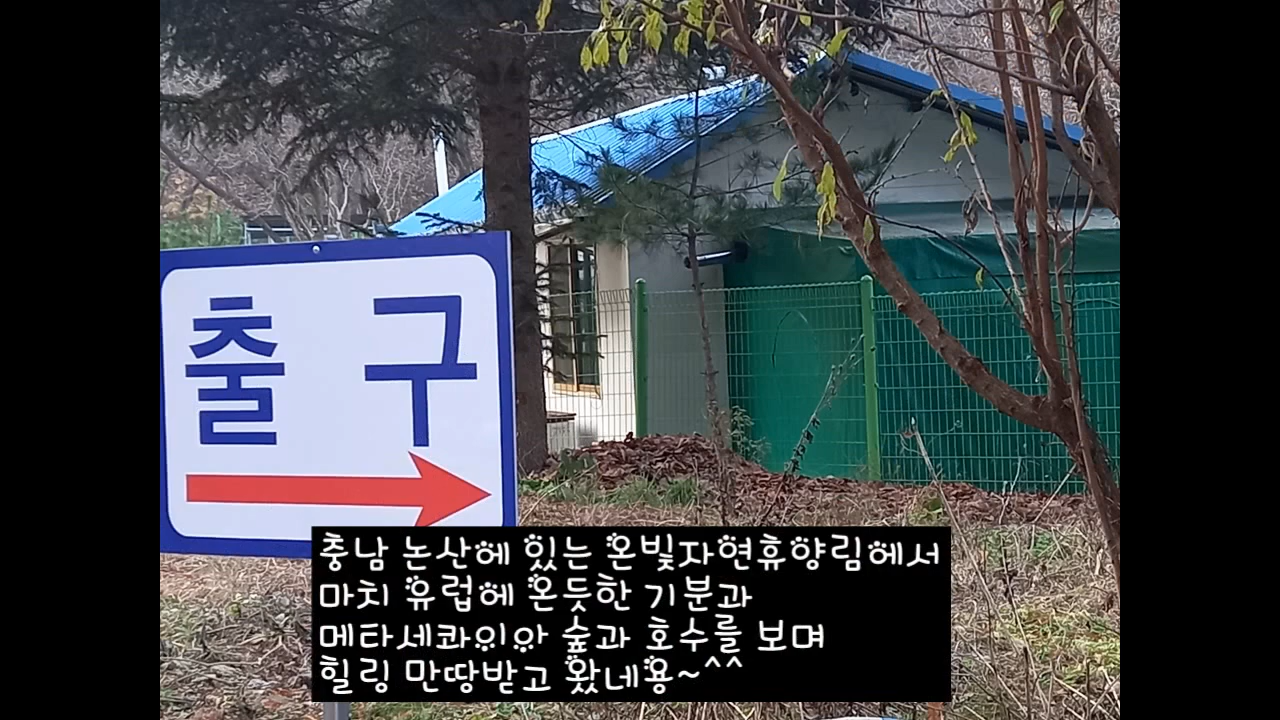 출 구
충남 논산에 있는 온빛자연휴양림에서
마치 유럽에 온듯한 기분과
메타세콰이아 숲과 호수를 보며
힐링 만땅받고 왔네용~^^